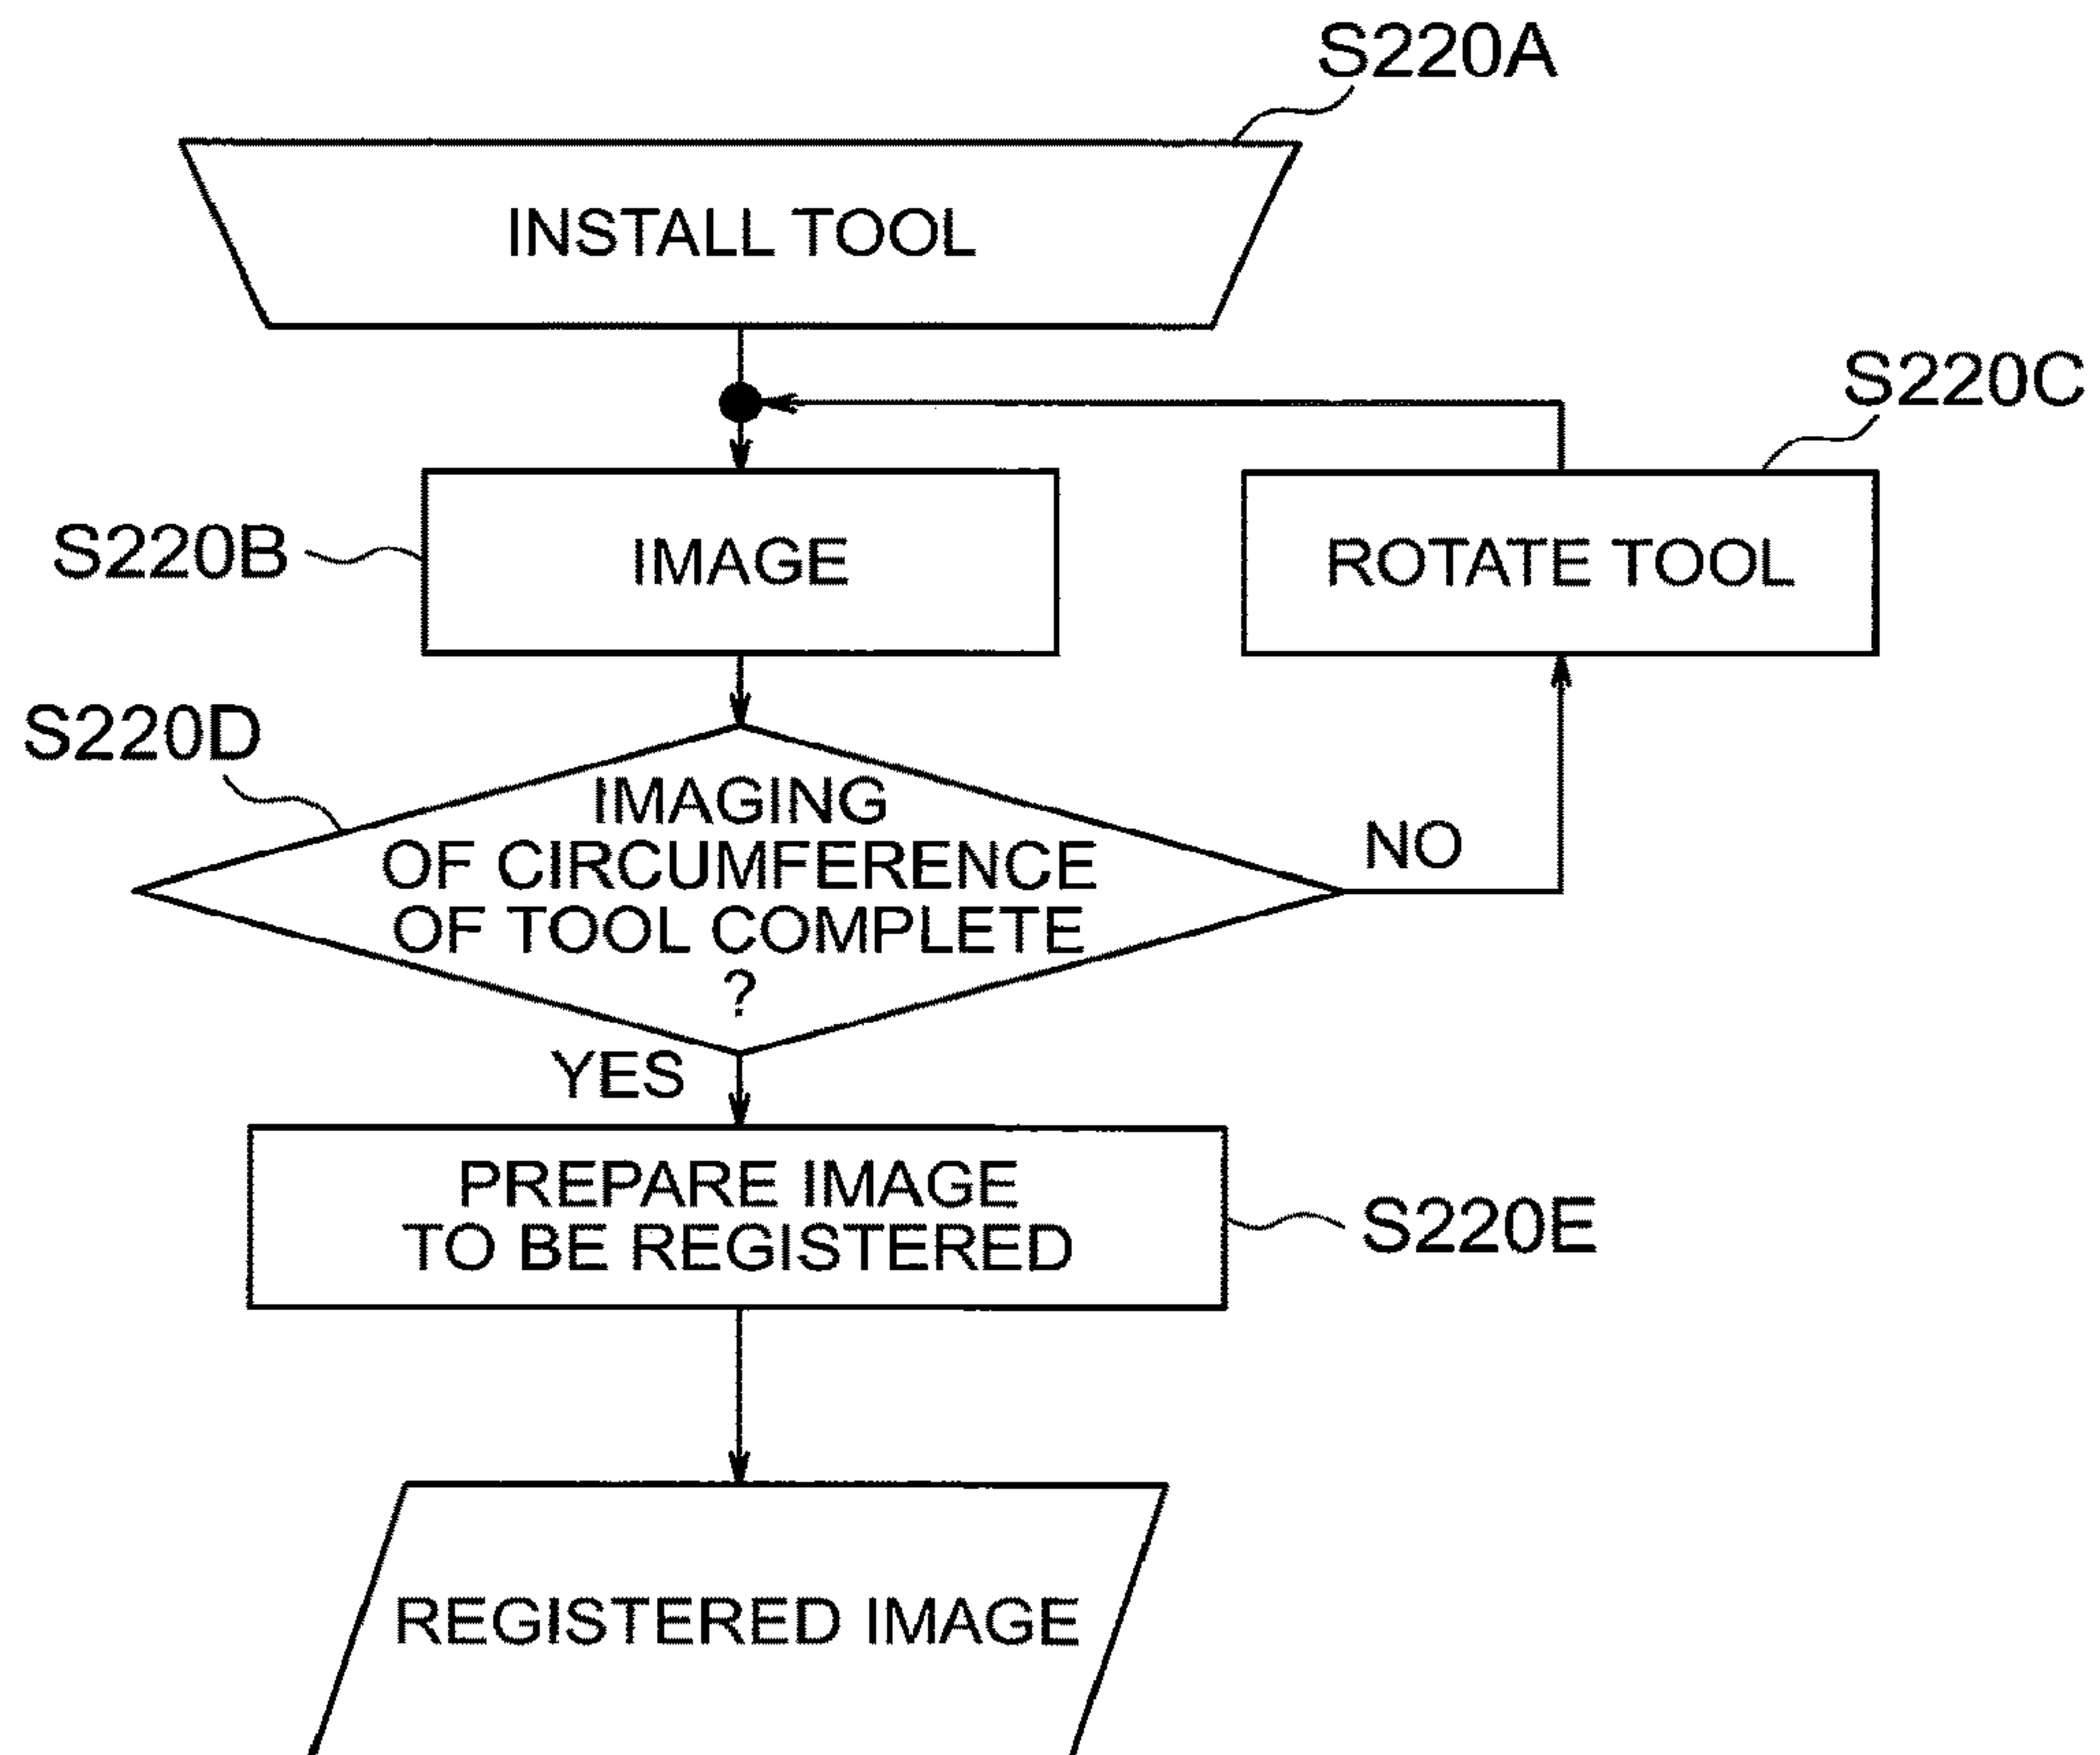 S220A
INSTALL TOOL
S220C
S220B
IMAGE
ROTATE TOOL
S220D
IMAGING
OF CIRCUMFERENCE
OF TOOL COMPLETE
?
NO
YES
PREPARE IMAGE
TO BE REGISTERED
S220E
REGISTERED IMAGE